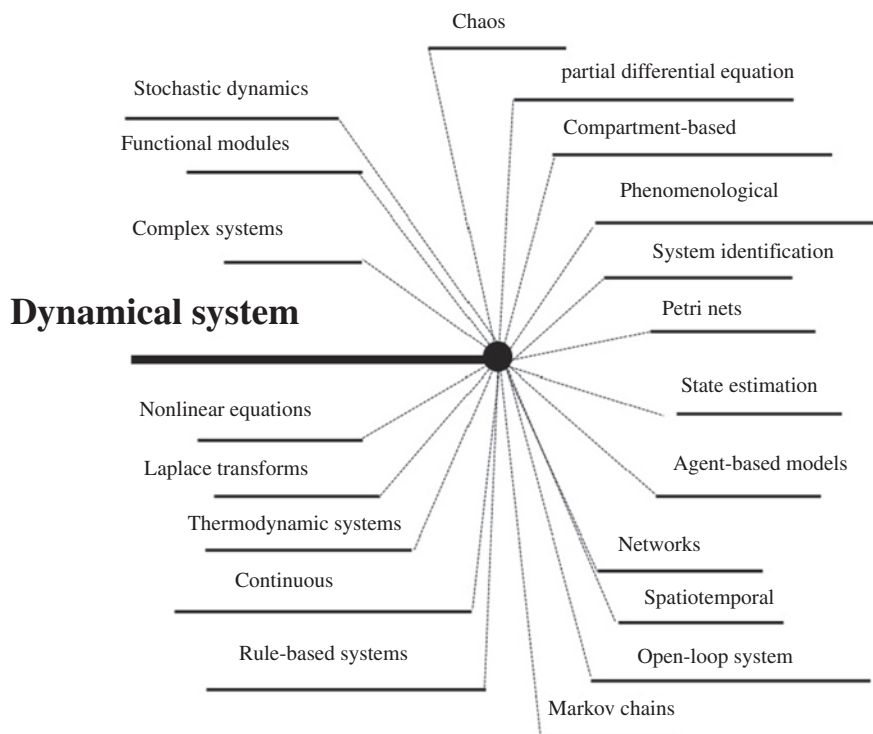 Chaos
partial differential equation
Stochastic dynamics
Compartment-based
Functional modules
Phenomenological
Complex systems
System identification
Dynamical system
Petri nets
State estimation
Nonlinear equations
Agent-based models
Laplace transforms
Thermodynamic systems
Networks
Continuous
Spatiotemporal
Rule-based systems
Open-loop system
Markov chains